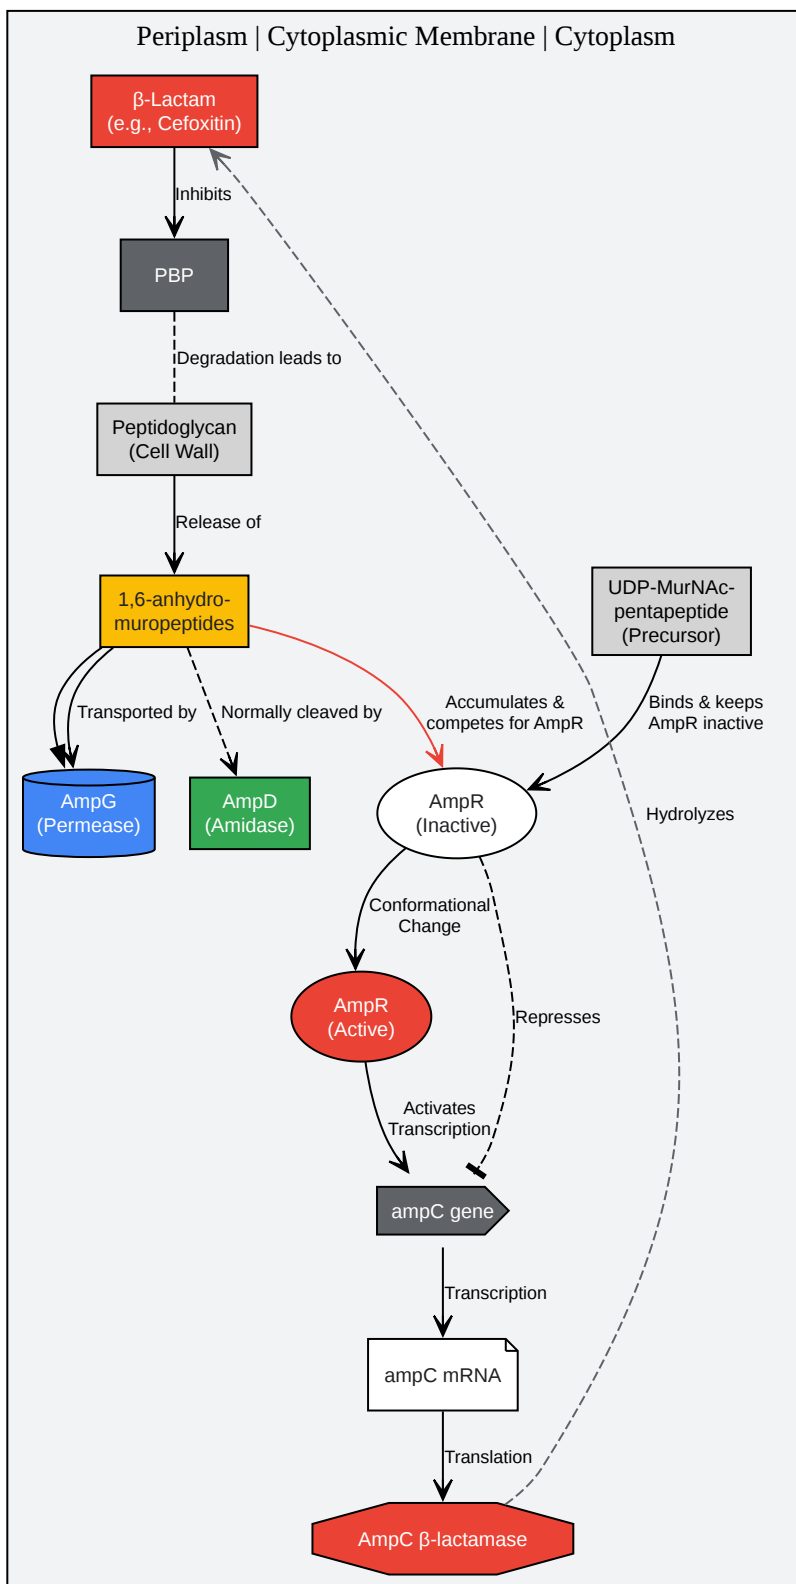 Periplasm | Cytoplasmic Membrane | Cytoplasm
β-Lactam
(e.g., Cefoxitin)
Inhibits
PBP
Degradation leads to
Peptidoglycan
(Cell Wall)
Release of
1,6-anhydro-
muropeptides
UDP-MurNAc-
pentapeptide
(Precursor)
Transported by
Normally cleaved by
Accumulates &
competes for AmpR
Binds & keeps
AmpR inactive
AmpG
(Permease)
AmpD
(Amidase)
AmpR
(Inactive)
Hydrolyzes
Conformational
Change
AmpR
(Active)
Represses
Activates
Transcription
ampC gene
Transcription
ampC mRNA
Translation
AmpC β-lactamase